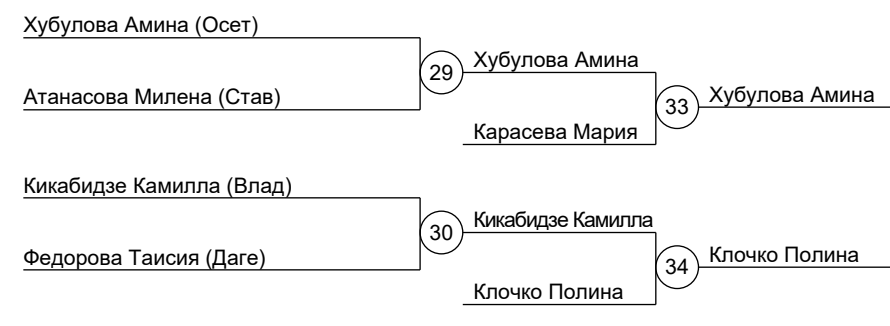 Хубулова Амина (Осет)
29
Хубулова Амина
Атанасова Милена (Став)
33
Хубулова Амина
Карасева Мария
Кикабидзе Камилла (Влад)
30
Кикабидзе Камилла
Федорова Таисия (Даге)
34
Клочко Полина
Клочко Полина